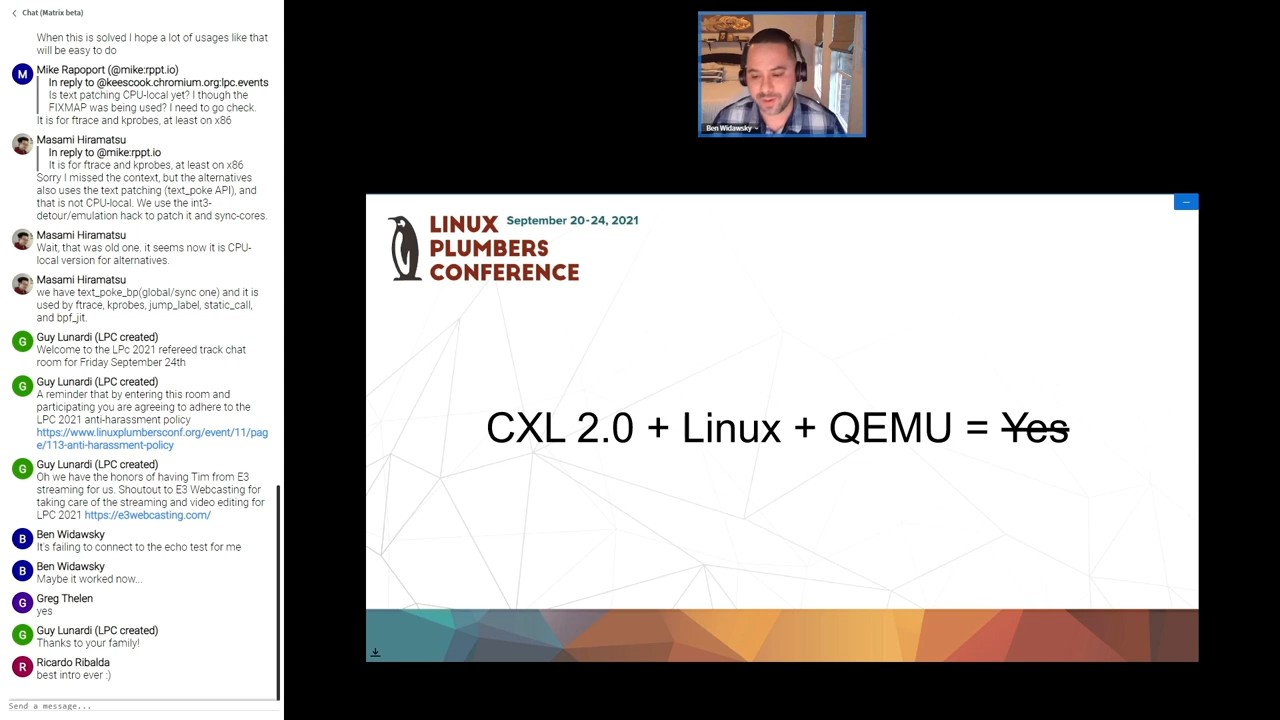 Chat (Matrix beta)
When this is solved I hope a lot of usages like that
will be easy to do
M
Mike Rapoport (@mike:rppt.io)
In reply to @keescook.chromium.org:lpc.events
Is text patching CPU-local yet? I though the
FIXMAP was being used? I need to go check.
It is for ftrace and kprobes, at least on x86
Masami Hiramatsu
In reply to @mike:rppt.io
It is for ftrace and kprobes, at least on x86
Sorry I missed the context, but the alternatives
also uses the text patching (text_poke API), and
that is not CPU-local. We use the int3-
detour/emulation hack to patch it and sync-cores.
Masami Hiramatsu
Wait, that was old one. it seems now it is CPU-
local version for alternatives.
Masami Hiramatsu
we have text_poke_bp(global/sync one) and it is
used by ftrace, kprobes, jump_label, static_call,
and bpf_jit.
G
Guy Lunardi (LPC created)
Welcome to the LPc 2021 refereed track chat
room for Friday September 24th
G
Guy Lunardi (LPC created)
A reminder that by entering this room and
participating you are agreeing to adhere to the
LPC 2021 anti-harassment policy
https://www.linuxplumbersconf.org/event/11/pag
e/113-anti-harassment-policy
G
Guy Lunardi (LPC created)
Oh we have the honors of having Tim from E3
streaming for us. Shoutout to E3 Webcasting for
taking care of the streaming and video editing for
LPC 2021 https://e3webcasting.com/
B
Ben Widawsky
It's failing to connect to the echo test for me
B
Ben Widawsky
Maybe it worked now...
G
Greg Thelen
yes
G
Guy Lunardi (LPC created)
Thanks to your family!
R
Ricardo Ribalda
best intro ever :)
Send a message...
Ben Widawsky
LINUX
September 20-24, 2021
PLUMBERS
CONFERENCE
CXL 2.0 + Linux + QEMU = Yes